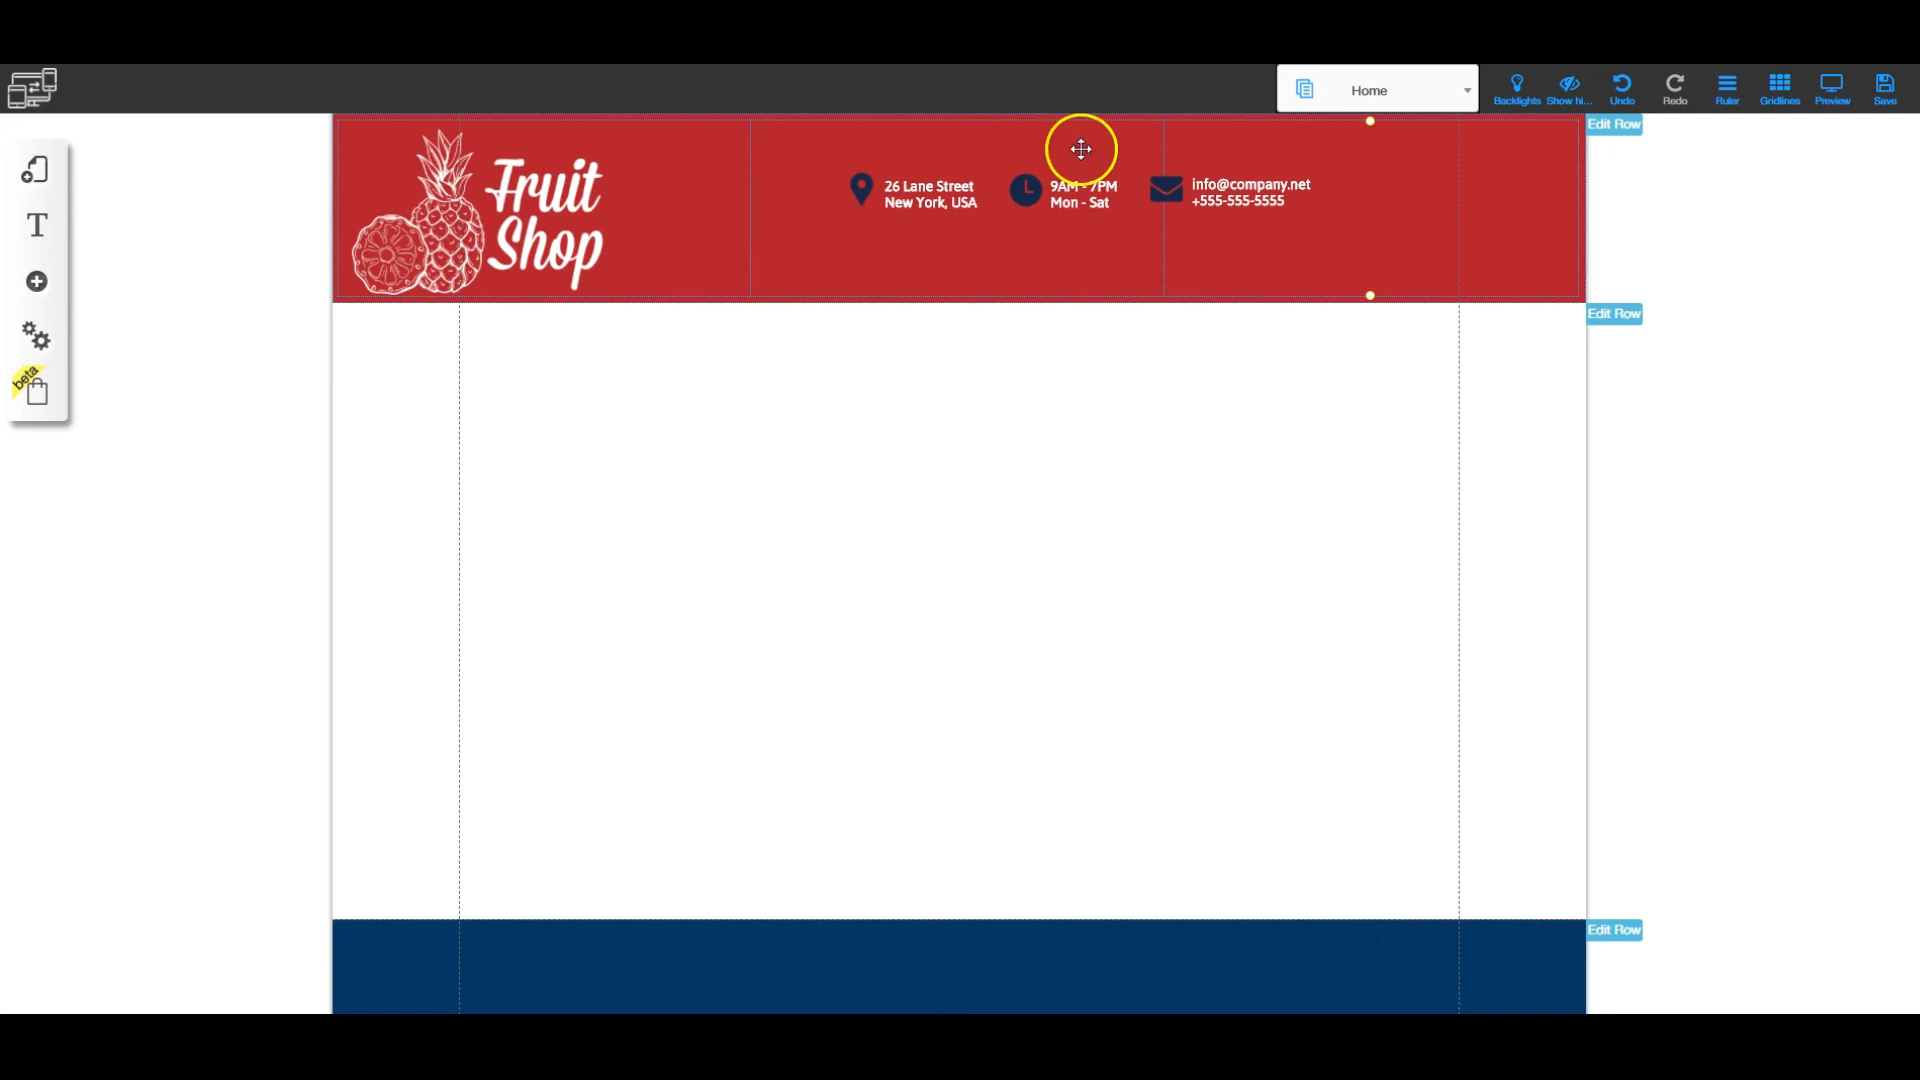 Home
Backlights
Show hi...
Undo
Redo
Ruler
Gridlines
Preview
Save
Edit Row
Fruit
Shop
26 Lane Street
New York, USA
9AM - 7PM
Mon - Sat
info@company.net
+555-555-5555
T
Edit Row
beta
Edit Row